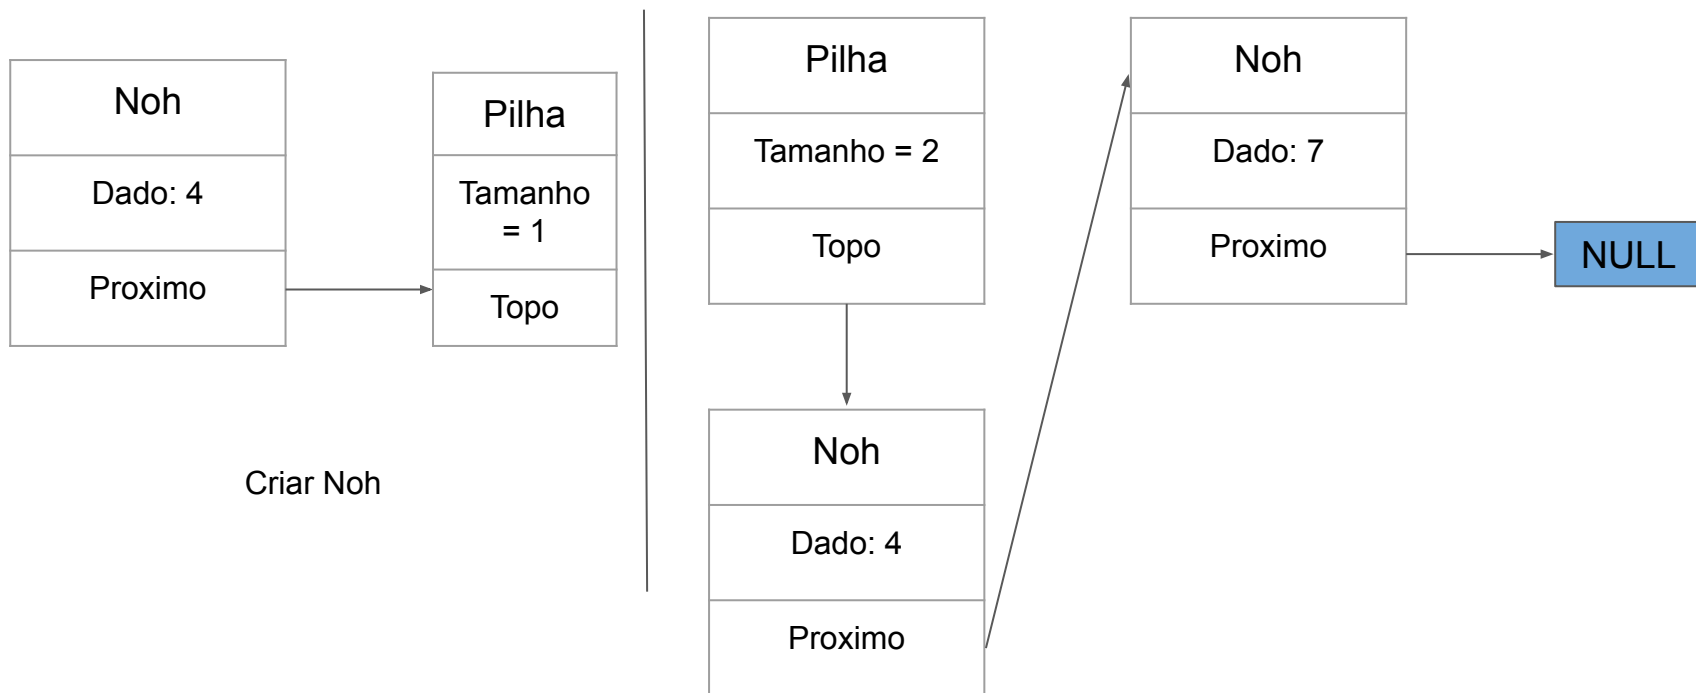 Noh
Dado: 4
Proximo
Pilha
Tamanho
= 1
Topo
Criar Noh
Pilha
Tamanho = 2
Topo
Noh
Dado: 4
Proximo
Noh
Dado: 7
Proximo
NULL